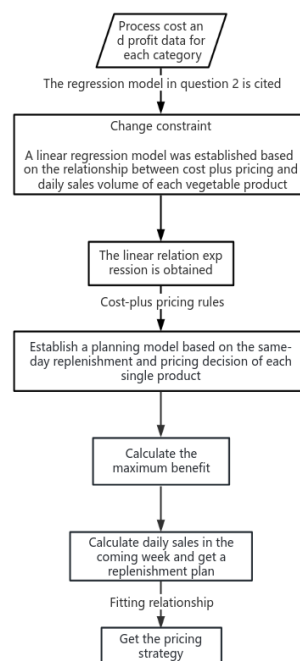 Process cost an
d profit data for
each category
The regression model in question 2 is cited
Change constraint
A linear regression model was established based
on the relationship between cost plus pricing and
daily sales volume of each vegetable product
The linear relation exp
ression is obtained
Cost-plus pricing rules
Establish a planning model based on the same-
day replenishment and pricing decision of each
single product
Calculate the
maximum benefit
Calculate daily sales in the
coming week and get a
replenishment plan
Fitting relationship
Get the pricing
strategy